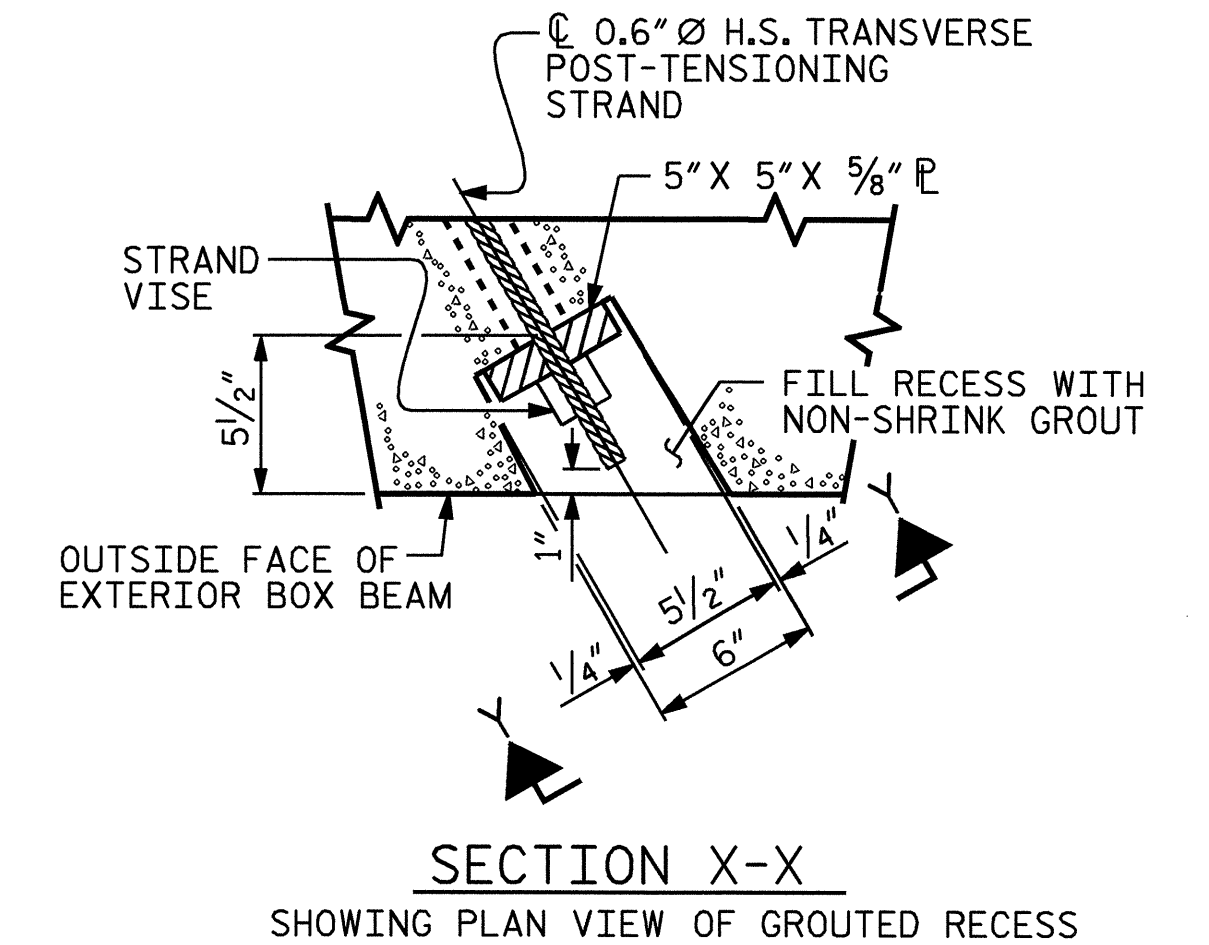 ℄ 0.6" Ø H.S. TRANSVERSE
POST-TENSIONING
STRAND
5" X 5" X 5/8" ⅊
STRAND
VISE
5 1/2"
FILL RECESS WITH
NON-SHRINK GROUT
Y
1"
1/4"
OUTSIDE FACE OF
EXTERIOR BOX BEAM
5 1/2"
6"
1/4"
Y
SECTION X-X
SHOWING PLAN VIEW OF GROUTED RECESS